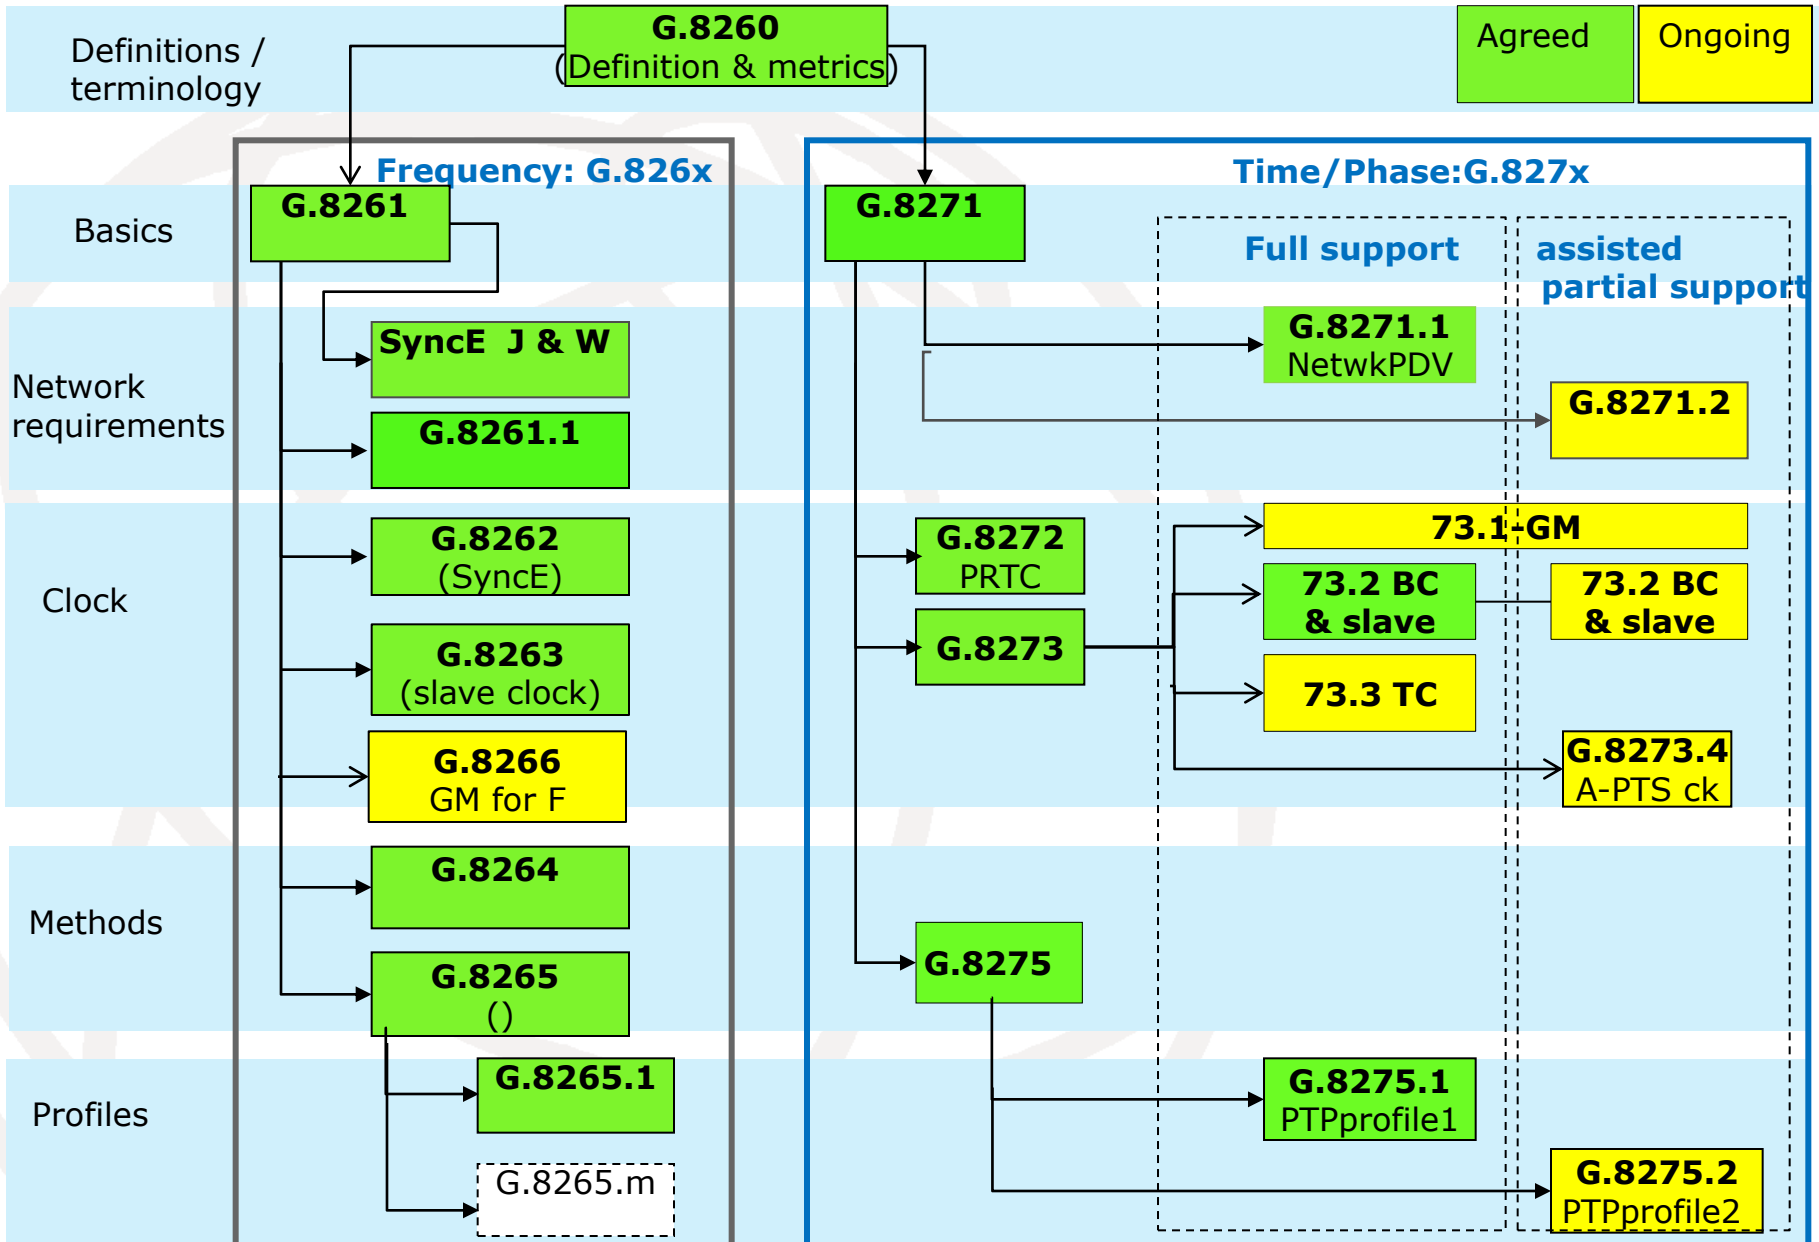 Definitions /
terminology
G.8260
(Definition & metrics)
Agreed
Ongoing
Frequency: G.826x
Time/Phase:G.827x
Basics
G.8261
G.8271
Full support
assisted
partial support
Network
requirements
SyncE J & W
G.8261.1
G.8271.1
NetwkPDV
G.8271.2
Clock
G.8262
(SyncE)
G.8263
(slave clock)
G.8266
GM for F
G.8272
PRTC
G.8273
73.1-GM
73.2 BC
& slave
73.2 BC
& slave
73.3 TC
G.8273.4
A-PTS ck
Methods
G.8264
G.8265
()
G.8275
Profiles
G.8265.1
G.8265.m
G.8275.1
PTPprofile1
G.8275.2
PTPprofile2